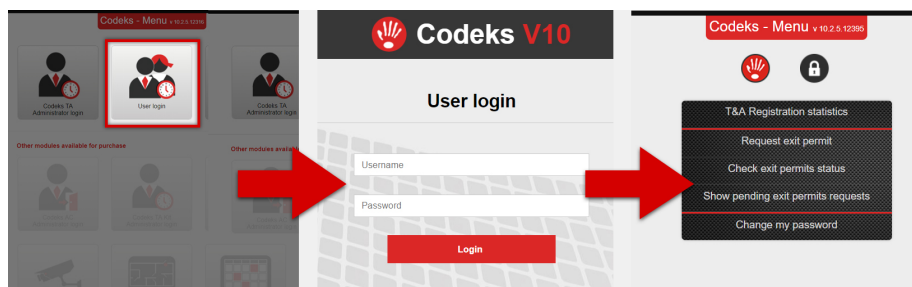 Codeks - Menu v 10.2.5.12395
Codeks TA
Administrator login
User login
Codeks TA
Administrator login
Other modules available for purchase
Other modules available
Codeks V10
User login
Username
Password
Login
Codeks - Menu v 10.2.5.12395
T&A Registration statistics
Request exit permit
Check exit permits status
Show pending exit permits requests
Change my password